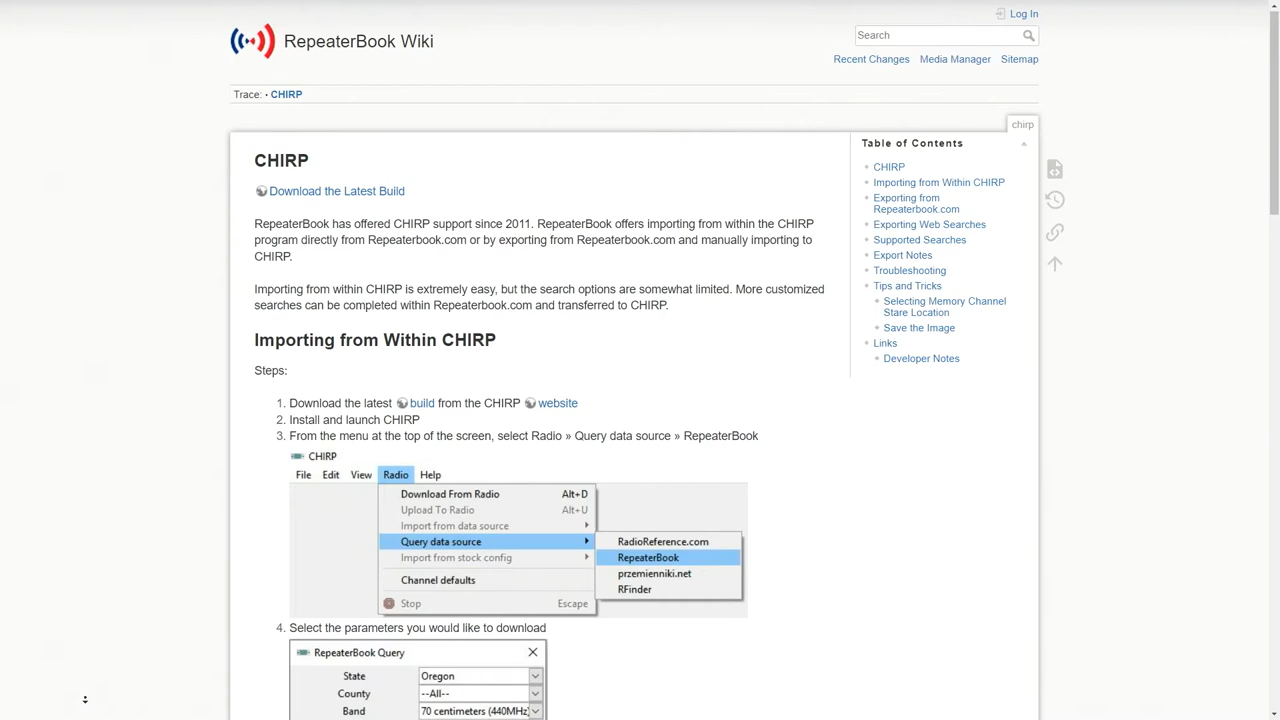 Log In
RepeaterBook Wiki
Search
Recent Changes Media Manager Sitemap
Trace: • CHIRP
chirp
CHIRP
Download the Latest Build
RepeaterBook has offered CHIRP support since 2011. RepeaterBook offers importing from within the CHIRP
program directly from Repeaterbook.com or by exporting from Repeaterbook.com and manually importing to
CHIRP.
Importing from within CHIRP is extremely easy, but the search options are somewhat limited. More customized
searches can be completed within Repeaterbook.com and transferred to CHIRP.
Importing from Within CHIRP
Steps:
1. Download the latest build from the CHIRP website
2. Install and launch CHIRP
3. From the menu at the top of the screen, select Radio » Query data source » RepeaterBook
CHIRP
File Edit View Radio Help
Download From Radio Alt+D
Upload To Radio Alt+U
Import from data source
Query data source
Import from stock config
Channel defaults
Stop Escape
RadioReference.com
RepeaterBook
przemienniki.net
RFinder
4. Select the parameters you would like to download
RepeaterBook Query
State Oregon
County --All--
Band 70 centimeters (440MHz)
Table of Contents
CHIRP
Importing from Within CHIRP
Exporting from
Repeaterbook.com
Exporting Web Searches
Supported Searches
Export Notes
Troubleshooting
Tips and Tricks
Selecting Memory Channel
Stare Location
Save the Image
Links
Developer Notes